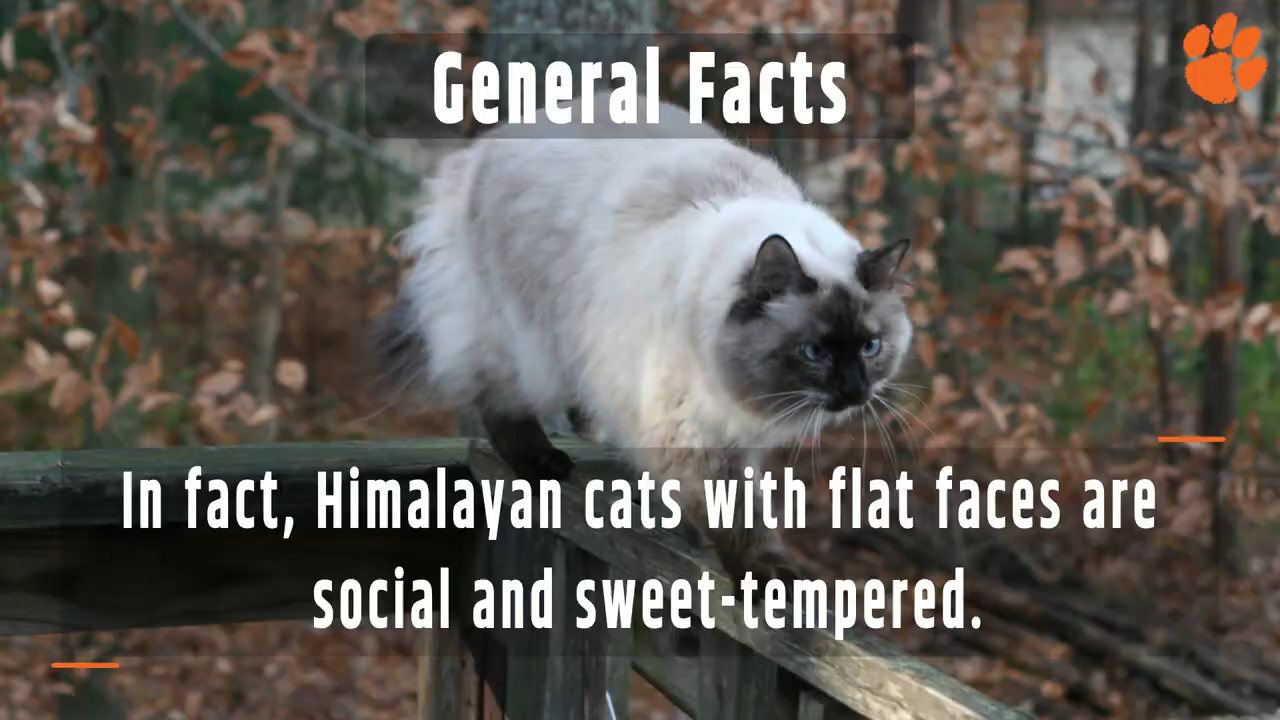 General Facts
In fact, Himalayan cats with flat faces are
social and sweet-tempered.